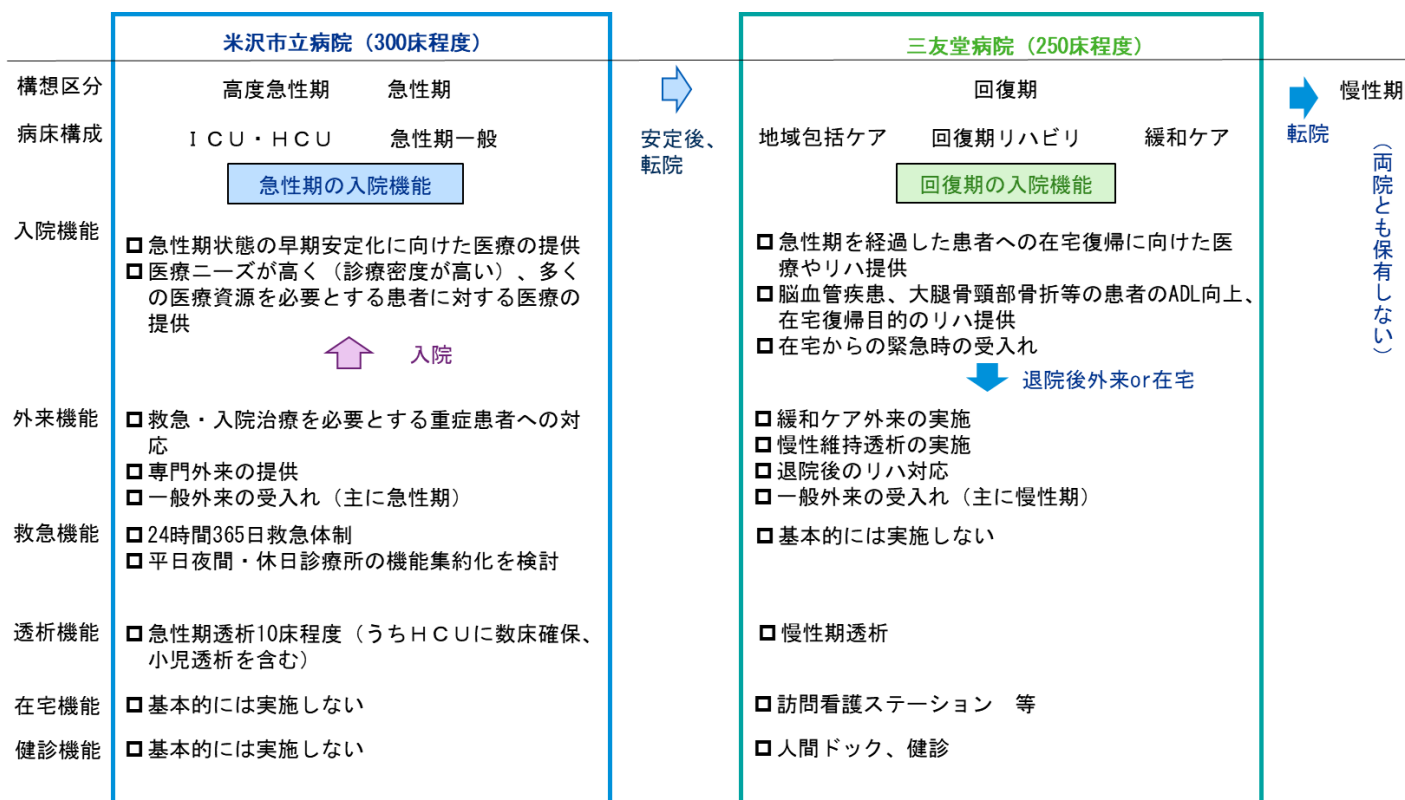 米沢市立病院（300床程度）
三友堂病院（250床程度）
構想区分
高度急性期　急性期
回復期
慢性期
病床構成
ＩＣＵ・ＨＣＵ　急性期一般
安定後、
転院
地域包括ケア　回復期リハビリ　緩和ケア
転院
（両院とも保有しない）
急性期の入院機能
回復期の入院機能
入院機能
急性期状態の早期安定化に向けた医療の提供
医療ニーズが高く（診療密度が高い）、多く
の医療資源を必要とする患者に対する医療の
提供
入院
急性期を経過した患者への在宅復帰に向けた医
療やリハ提供
脳血管疾患、大腿骨頸部骨折等の患者のADL向上、
在宅復帰目的のリハ提供
在宅からの緊急時の受入れ
退院後外来or在宅
外来機能
救急・入院治療を必要とする重症患者への対
応
専門外来の提供
一般外来の受入れ（主に急性期）
緩和ケア外来の実施
慢性維持透析の実施
退院後のリハ対応
一般外来の受入れ（主に慢性期）
救急機能
24時間365日救急体制
平日夜間・休日診療所の機能集約化を検討
基本的には実施しない
透析機能
急性期透析10床程度（うちＨＣＵに数床確保、
小児透析を含む）
慢性期透析
在宅機能
基本的には実施しない
訪問看護ステーション　等
健診機能
基本的には実施しない
人間ドック、健診